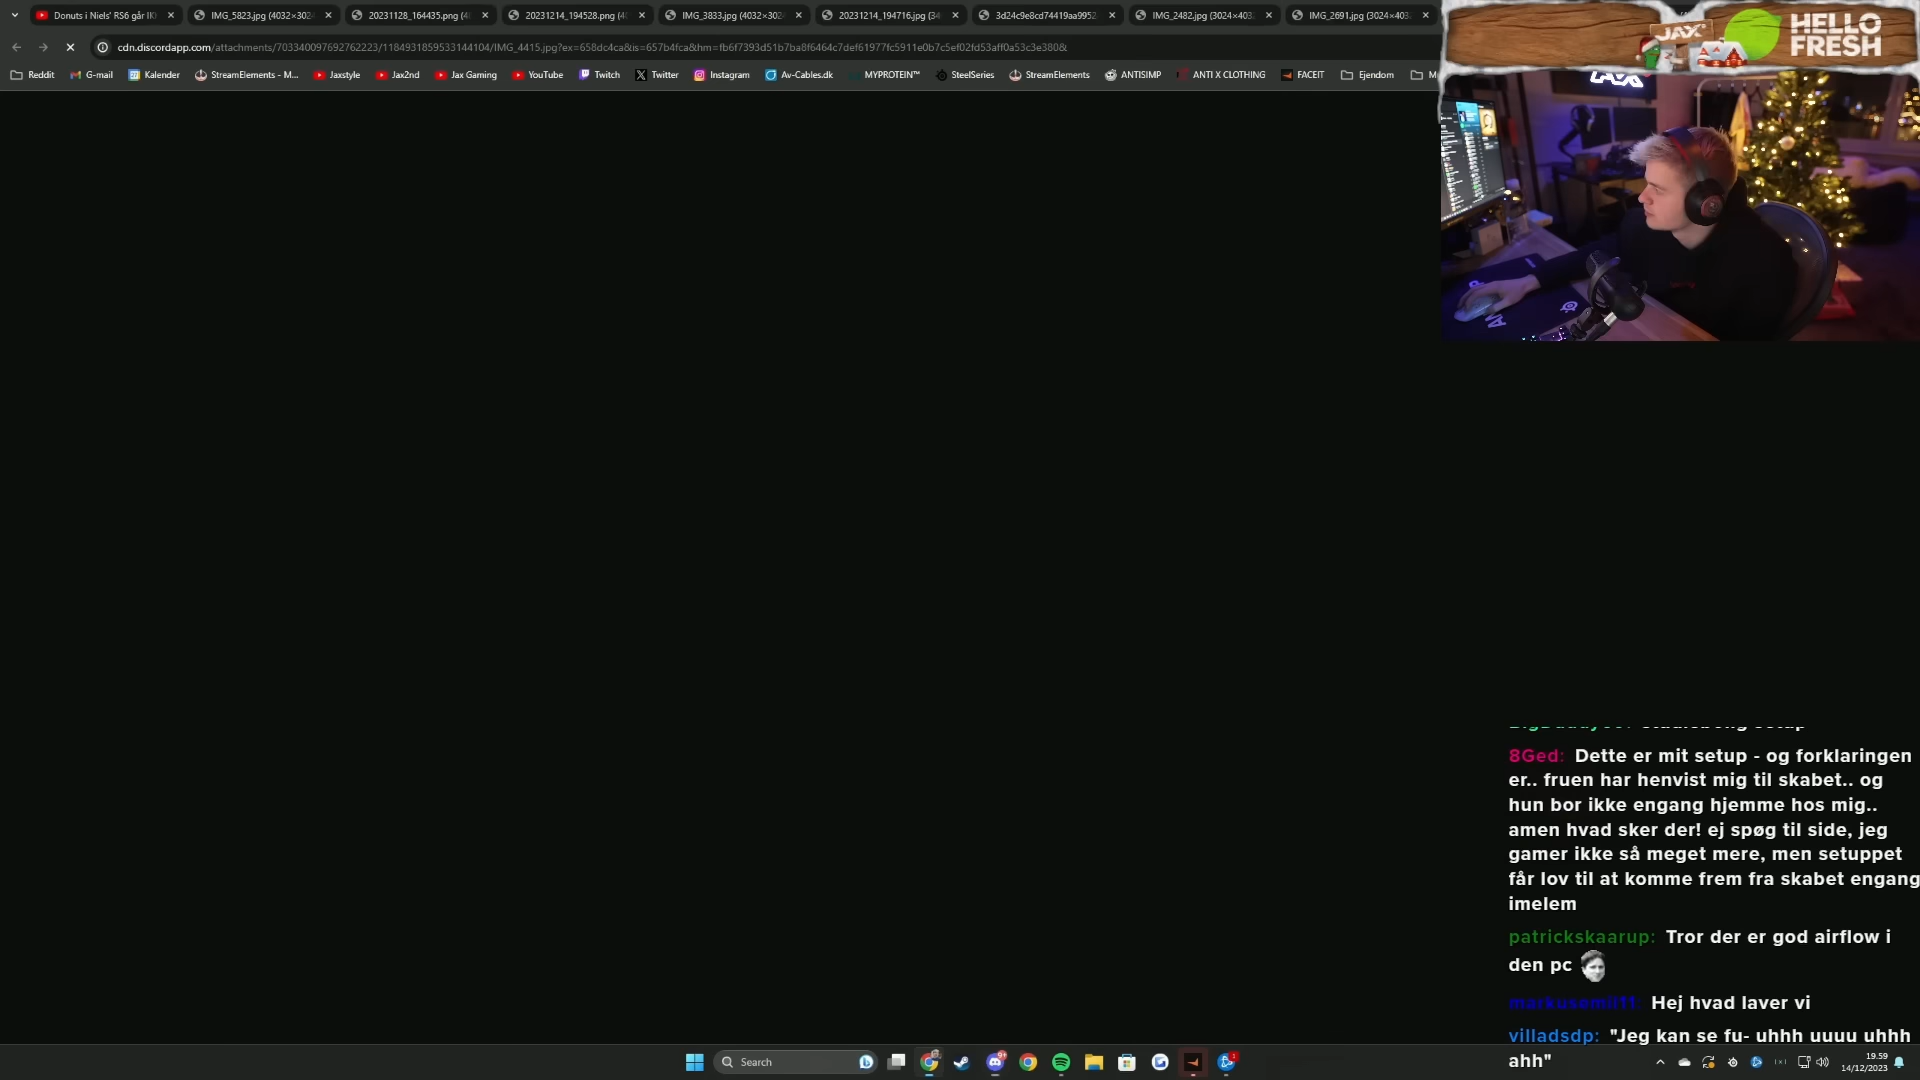 Donuts i Niels' RS6 går
IMG_5823.jpg (4032×302
20231128_164435.png (4
20231214_194528.png (4
IMG_3833.jpg (4032×302
20231214_194716.jpg (34
3d24c9e8cd74419aa9952
IMG_2482.jpg (3024×403
IMG_2691.jpg (3024×403
JAX
HELLO
FRESH
cdn.discordapp.com/attachments/703340097692762223/1184931859533144104/IMG_4415.jpg?ex=658dc4ca&is=657b4fca&hm=fb6f7393d51b7ba8f6464c7def61977fc5911e0b7c5ef02fd53aff0a53c3e380&
Reddit
G-mail
Kalender
StreamElements - M...
Jaxstyle
Jax2nd
Jax Gaming
YouTube
Twitch
Twitter
Instagram
Av-Cables.dk
MYPROTEIN™
SteelSeries
StreamElements
ANTISIMP
ANTI X CLOTHING
FACEIT
Ejendom
8Ged: Dette er mit setup - og forklaringen
er.. fruen har henvist mig til skabet.. og
hun bor ikke engang hjemme hos mig..
amen hvad sker der! ej spøg til side, jeg
gamer ikke så meget mere, men setuppet
får lov til at komme frem fra skabet engang
imelem
patrickskaarup: Tror der er god airflow i
den pc
Hej hvad laver vi
villadsdp: "Jeg kan se fu- uhhh uuuu uhhh
ahh"
Search
19.59
14/12/2023